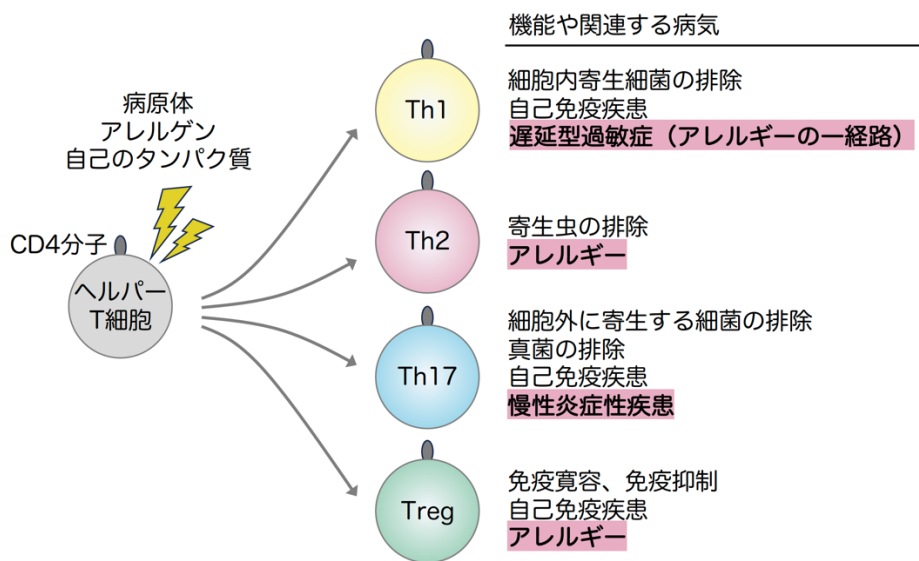 機能や関連する病気
病原体
アレルゲン
自己のタンパク質
CD4分子
ヘルパー
T細胞
Th1
細胞内寄生細菌の排除
自己免疫疾患
遅延型過敏症（アレルギーの一経路）
Th2
寄生虫の排除
アレルギー
Th17
細胞外に寄生する細菌の排除
真菌の排除
自己免疫疾患
慢性炎症性疾患
Treg
免疫寛容、免疫抑制
自己免疫疾患
アレルギー